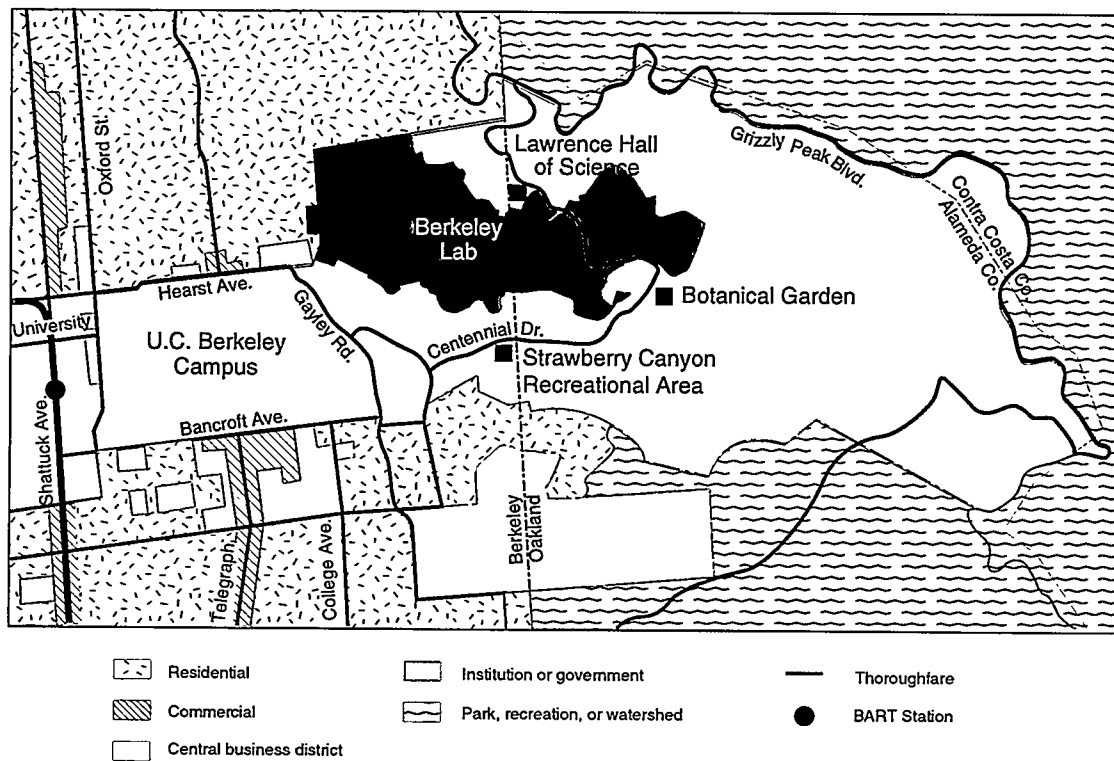 Oxford St.
Lawrence Hall
of Science
Grizzly Peak Blvd.
Contra Costa Co.
Alameda Co.
Berkeley
Lab
Hearst Ave.
Gayley Rd.
Botanical Garden
University
U.C. Berkeley
Campus
Centennial Dr.
Strawberry Canyon
Recreational Area
Shattuck Ave.
Bancroft Ave.
Berkeley
Oakland
Telegraph
College Ave.
Residential
Institution or government
Thoroughfare
Commercial
Park, recreation, or watershed
BART Station
Central business district